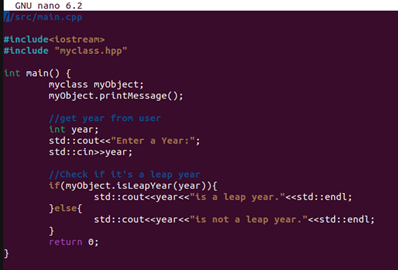 GNU nano 6.2
//src/main.cpp
#include<iostream>
#include "myclass.hpp"
int main() {
myclass myObject;
myObject.printMessage();
//get year from user
int year;
std::cout<<"Enter a Year:";
std::cin>>year;
//Check if it's a leap year
if(myObject.isLeapYear(year)){
std::cout<<year<<"is a leap year."<<std::endl;
}else{
std::cout<<year<<"is not a leap year."<<std::endl;
}
return 0;
}